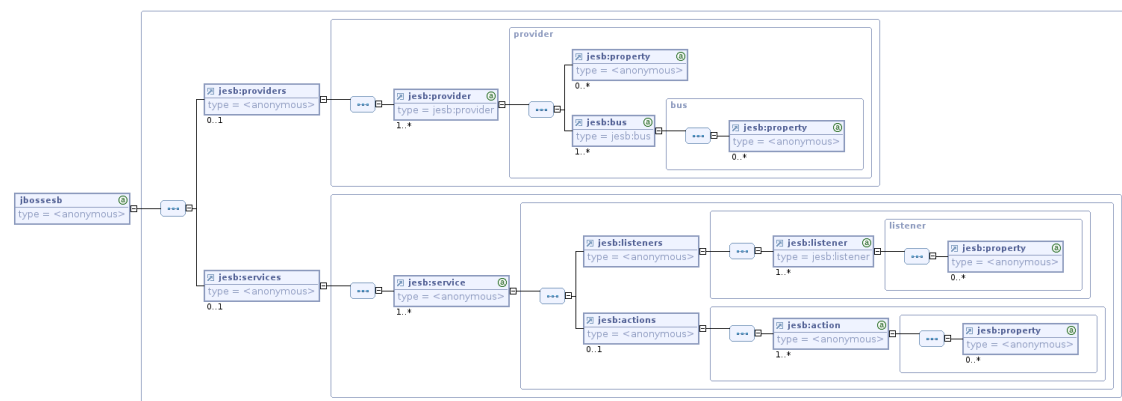 provider
jesb:property
type = <anonymous>
0..*
bus
jesb:providers
type = <anonymous>
0..1
jesb:provider
type = jesb:provider
1..*
jesb:bus
type = jesb:bus
1..*
jesb:property
type = <anonymous>
0..*
jbossesb
type = <anonymous>
listener
jesb:listeners
type = <anonymous>
jesb:listener
type = jesb:listener
1..*
jesb:property
type = <anonymous>
0..*
jesb:services
type = <anonymous>
0..1
jesb:service
type = <anonymous>
1..*
jesb:actions
type = <anonymous>
0..1
jesb:action
type = <anonymous>
1..*
jesb:property
type = <anonymous>
0..*